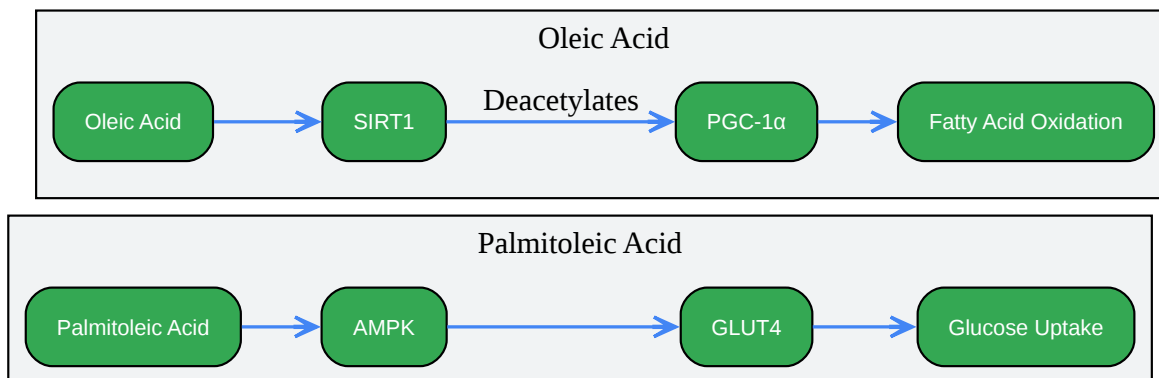 Oleic Acid
Deacetylates
Oleic Acid SIRT1 PGC-1α Fatty Acid Oxidation
Palmitoleic Acid
Palmitoleic Acid AMPK GLUT4 Glucose Uptake